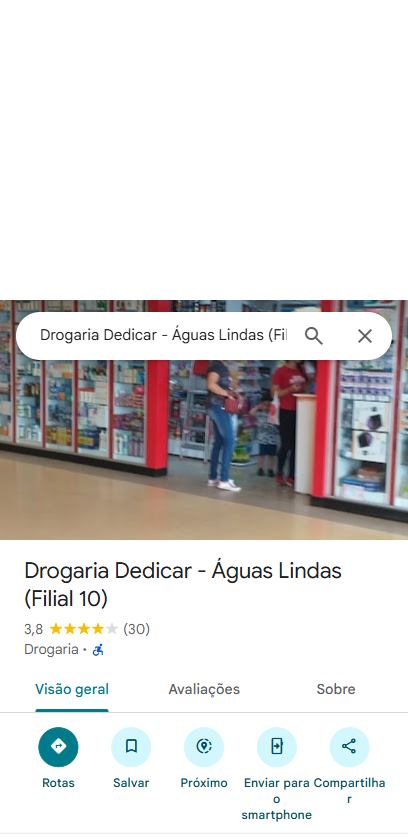 Drogaria Dedicar - Águas Lindas (Fil
Drogaria Dedicar - Águas Lindas
(Filial 10)
3,8 (30)
Drogaria ·
Visão geral Avaliações Sobre
Rotas Salvar Próximo Enviar para o smartphone Compartilhar